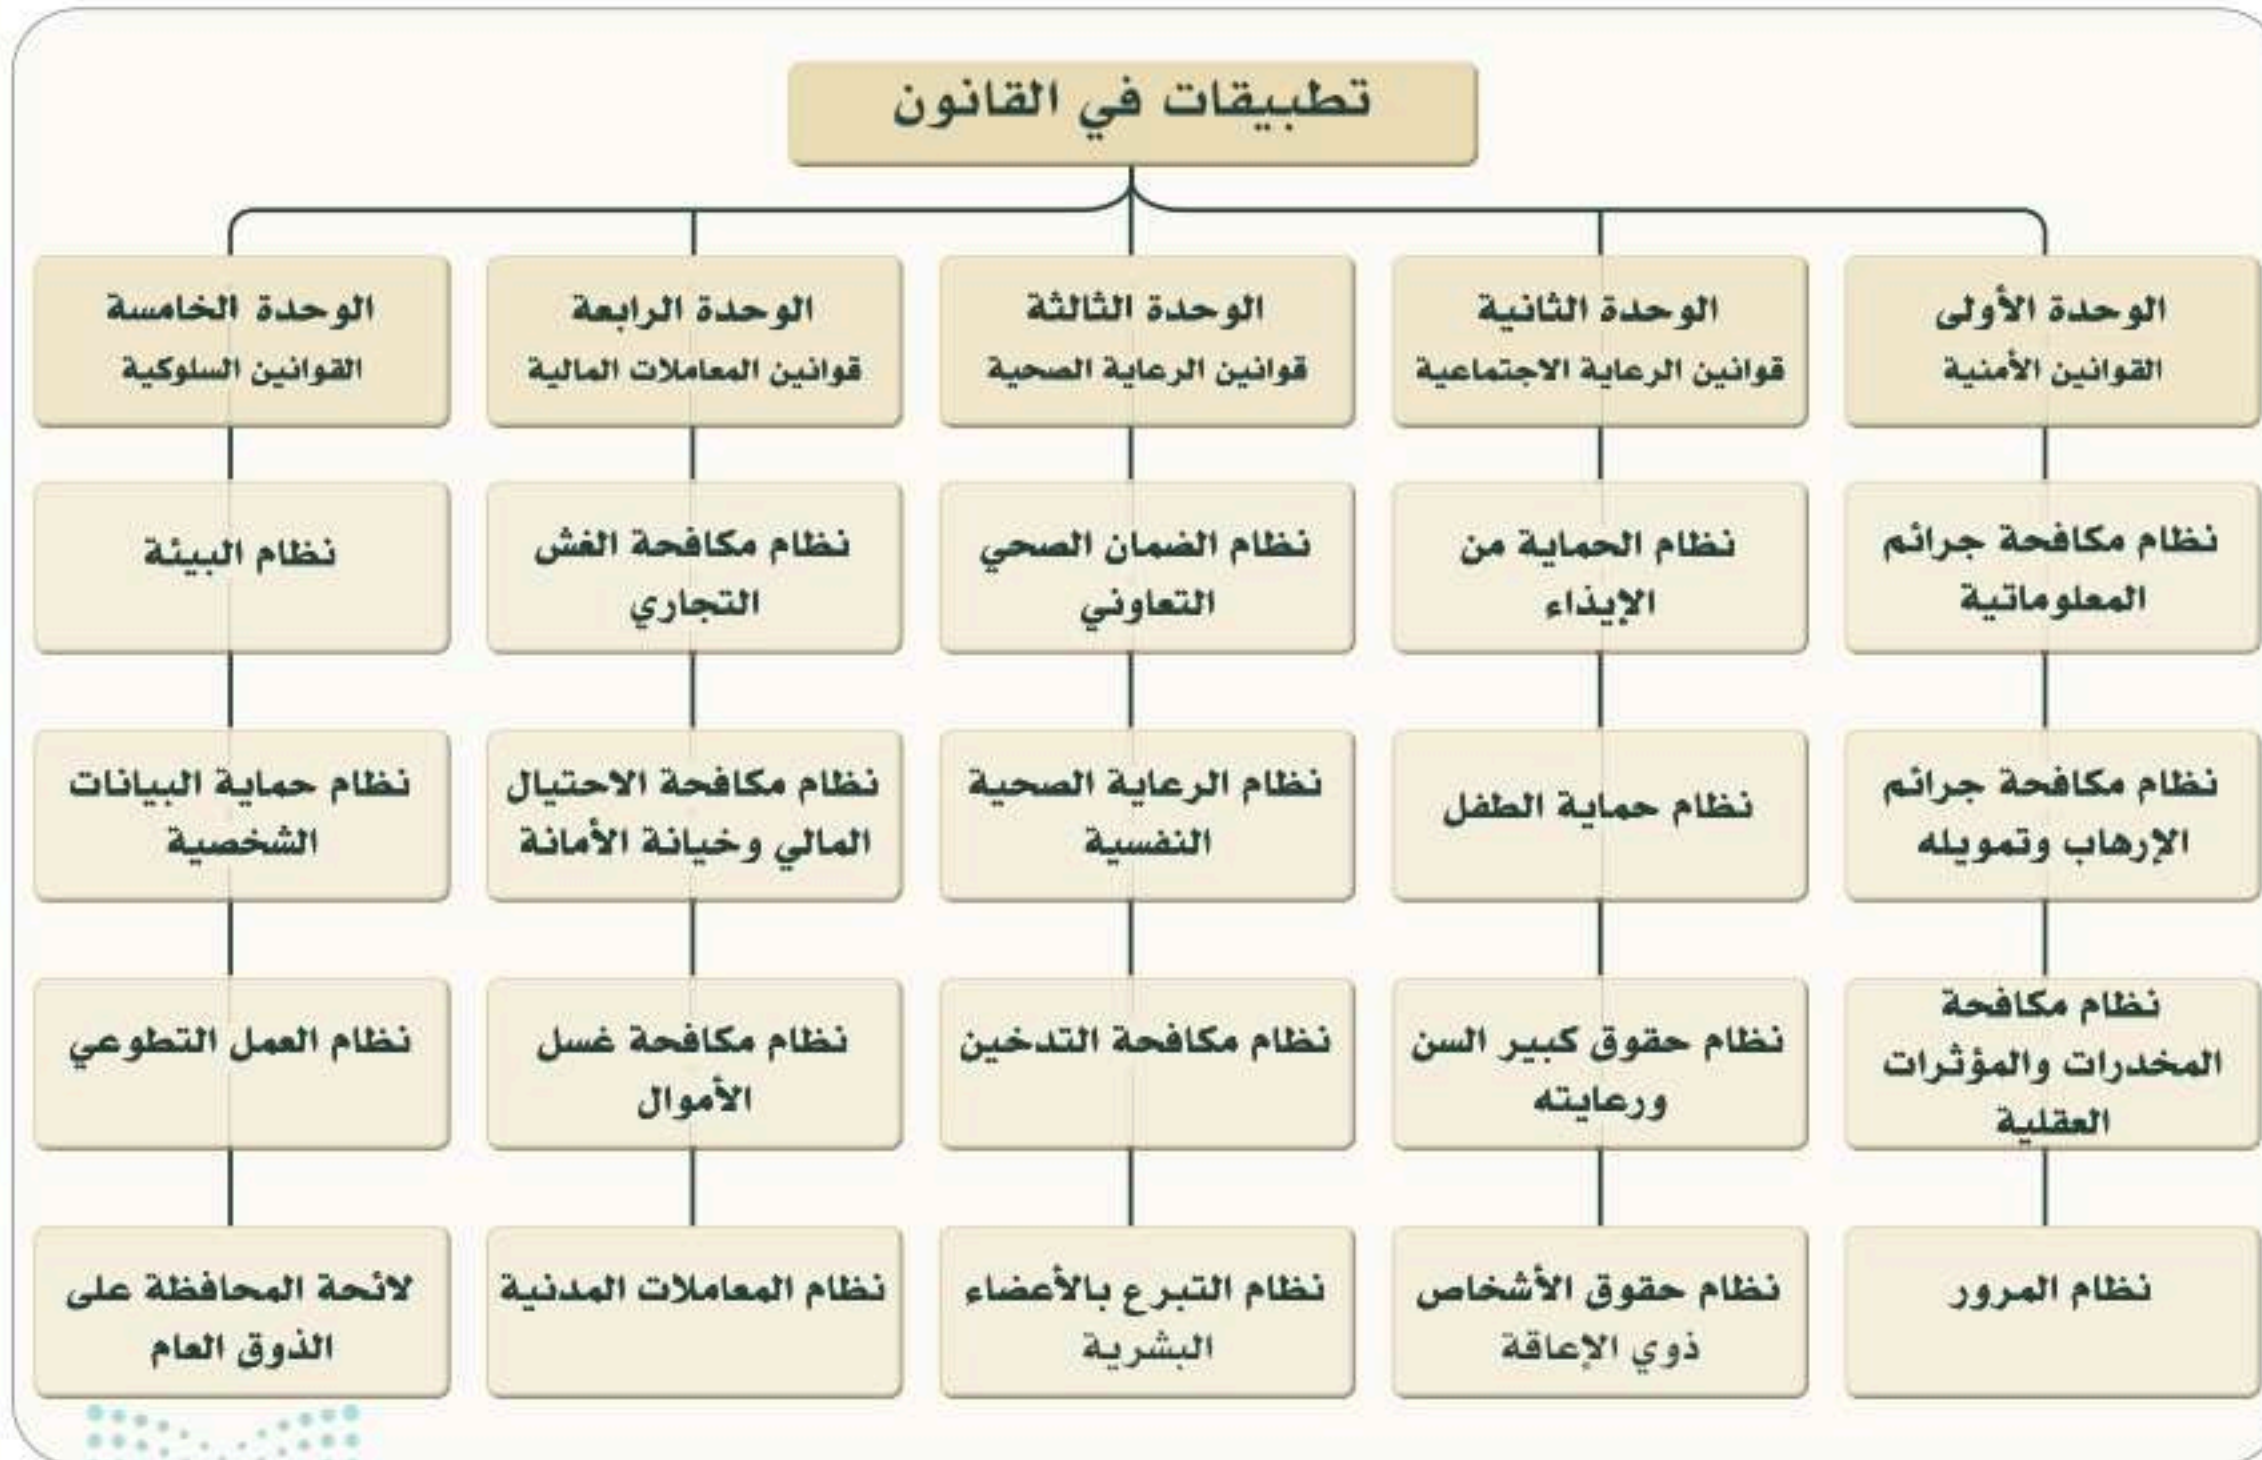 تطبيقات في القانون
الوحدة الأولى
القوانين الأمنية
نظام مكافحة جرائم
المعلوماتية
نظام مكافحة جرائم
الإرهاب وتمويله
نظام مكافحة
المخدرات والمؤثرات
العقلية
نظام المرور
الوحدة الثانية
قوانين الرعاية الاجتماعية
نظام الحماية من
الإيذاء
نظام حماية الطفل
نظام حقوق كبير السن
ورعايته
نظام حقوق الأشخاص
ذوي الإعاقة
الوحدة الثالثة
قوانين الرعاية الصحية
نظام الضمان الصحي
التعاوني
نظام الرعاية الصحية
النفسية
نظام مكافحة التدخين
نظام التبرع بالأعضاء
البشرية
الوحدة الرابعة
قوانين المعاملات المالية
نظام مكافحة الغش
التجاري
نظام مكافحة الاحتيال
المالي وخيانة الأمانة
نظام مكافحة غسل
الأموال
نظام المعاملات المدنية
الوحدة الخامسة
القوانين السلوكية
نظام البيئة
نظام حماية البيانات
الشخصية
نظام العمل التطوعي
لائحة المحافظة على
الذوق العام